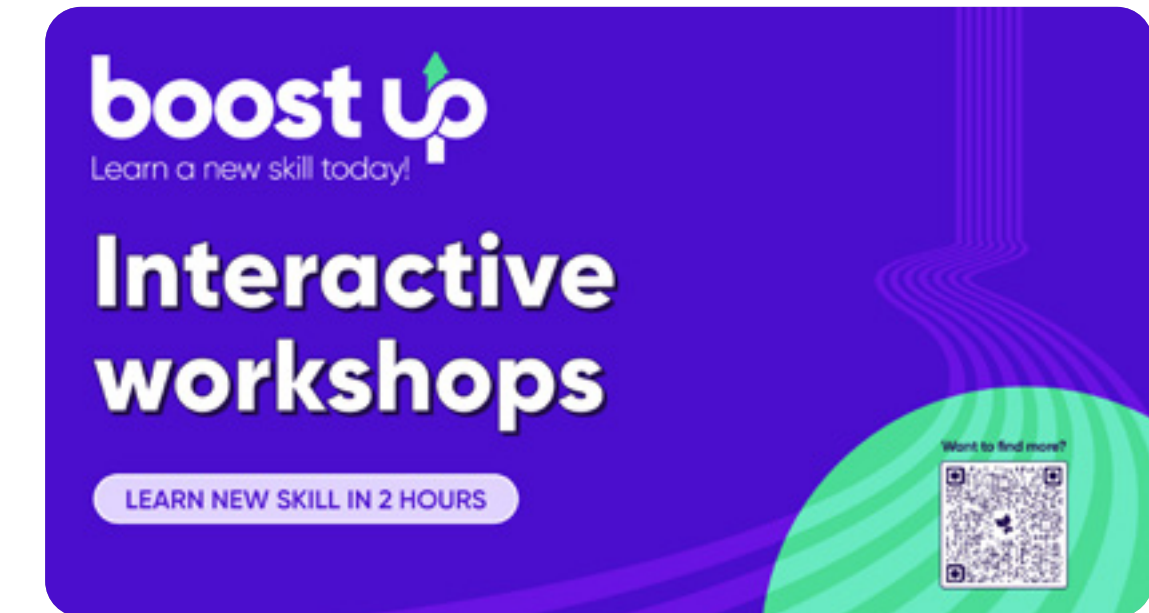 boost up
Learn a new skill today!
Interactive
workshops
LEARN NEW SKILL IN 2 HOURS
Want to find more?